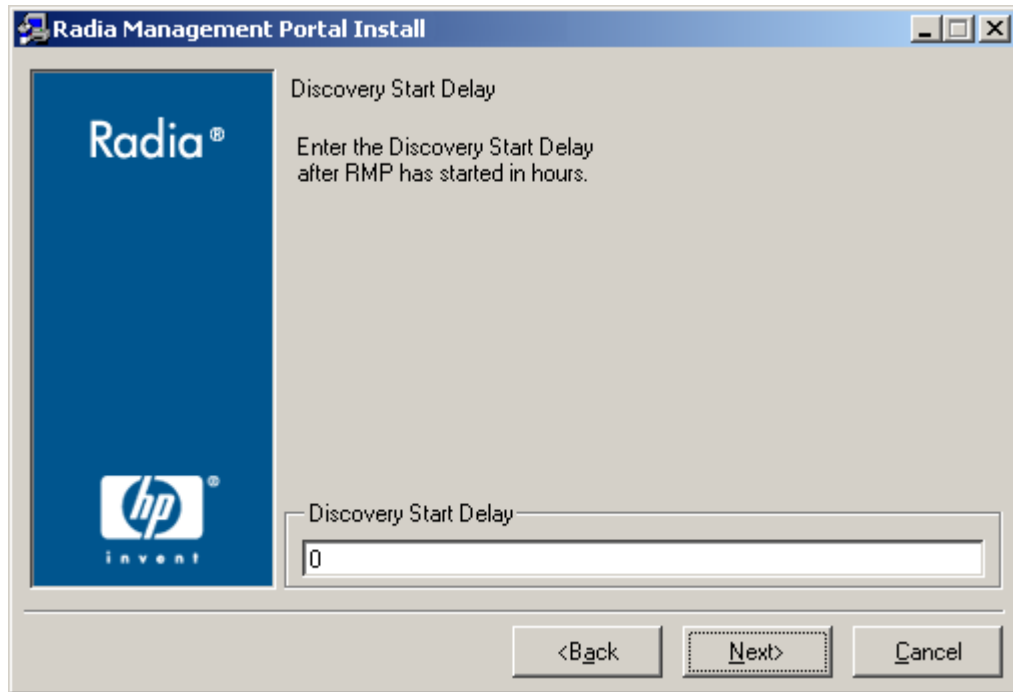 Radia Management Portal Install
Radia®
Discovery Start Delay
Enter the Discovery Start Delay
after RMP has started in hours.
hp®
invent
Discovery Start Delay
0
<Back
Next>
Cancel